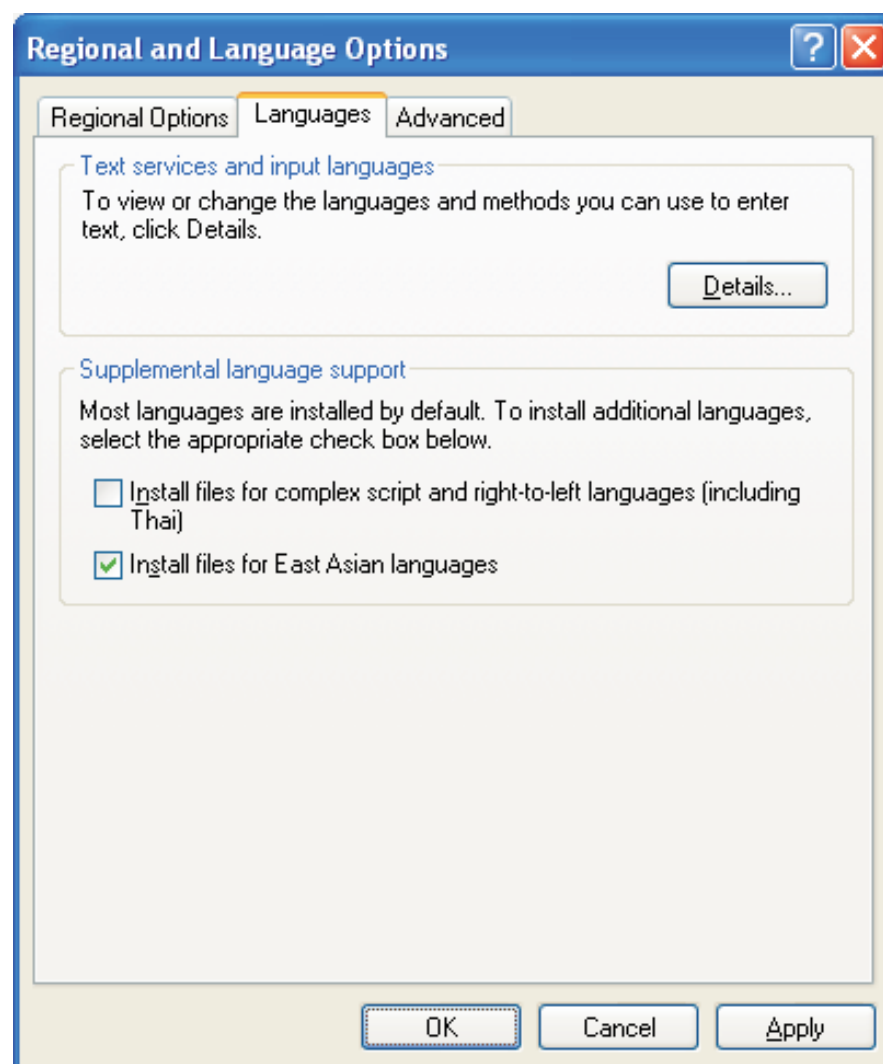 Regional and Language Options
Regional Options
Languages
Advanced
Text services and input languages
To view or change the languages and methods you can use to enter
text, click Details.
Details...
Supplemental language support
Most languages are installed by default. To install additional languages,
select the appropriate check box below.
Install files for complex script and right-to-left languages (including
Thai)
Install files for East Asian languages
OK
Cancel
Apply